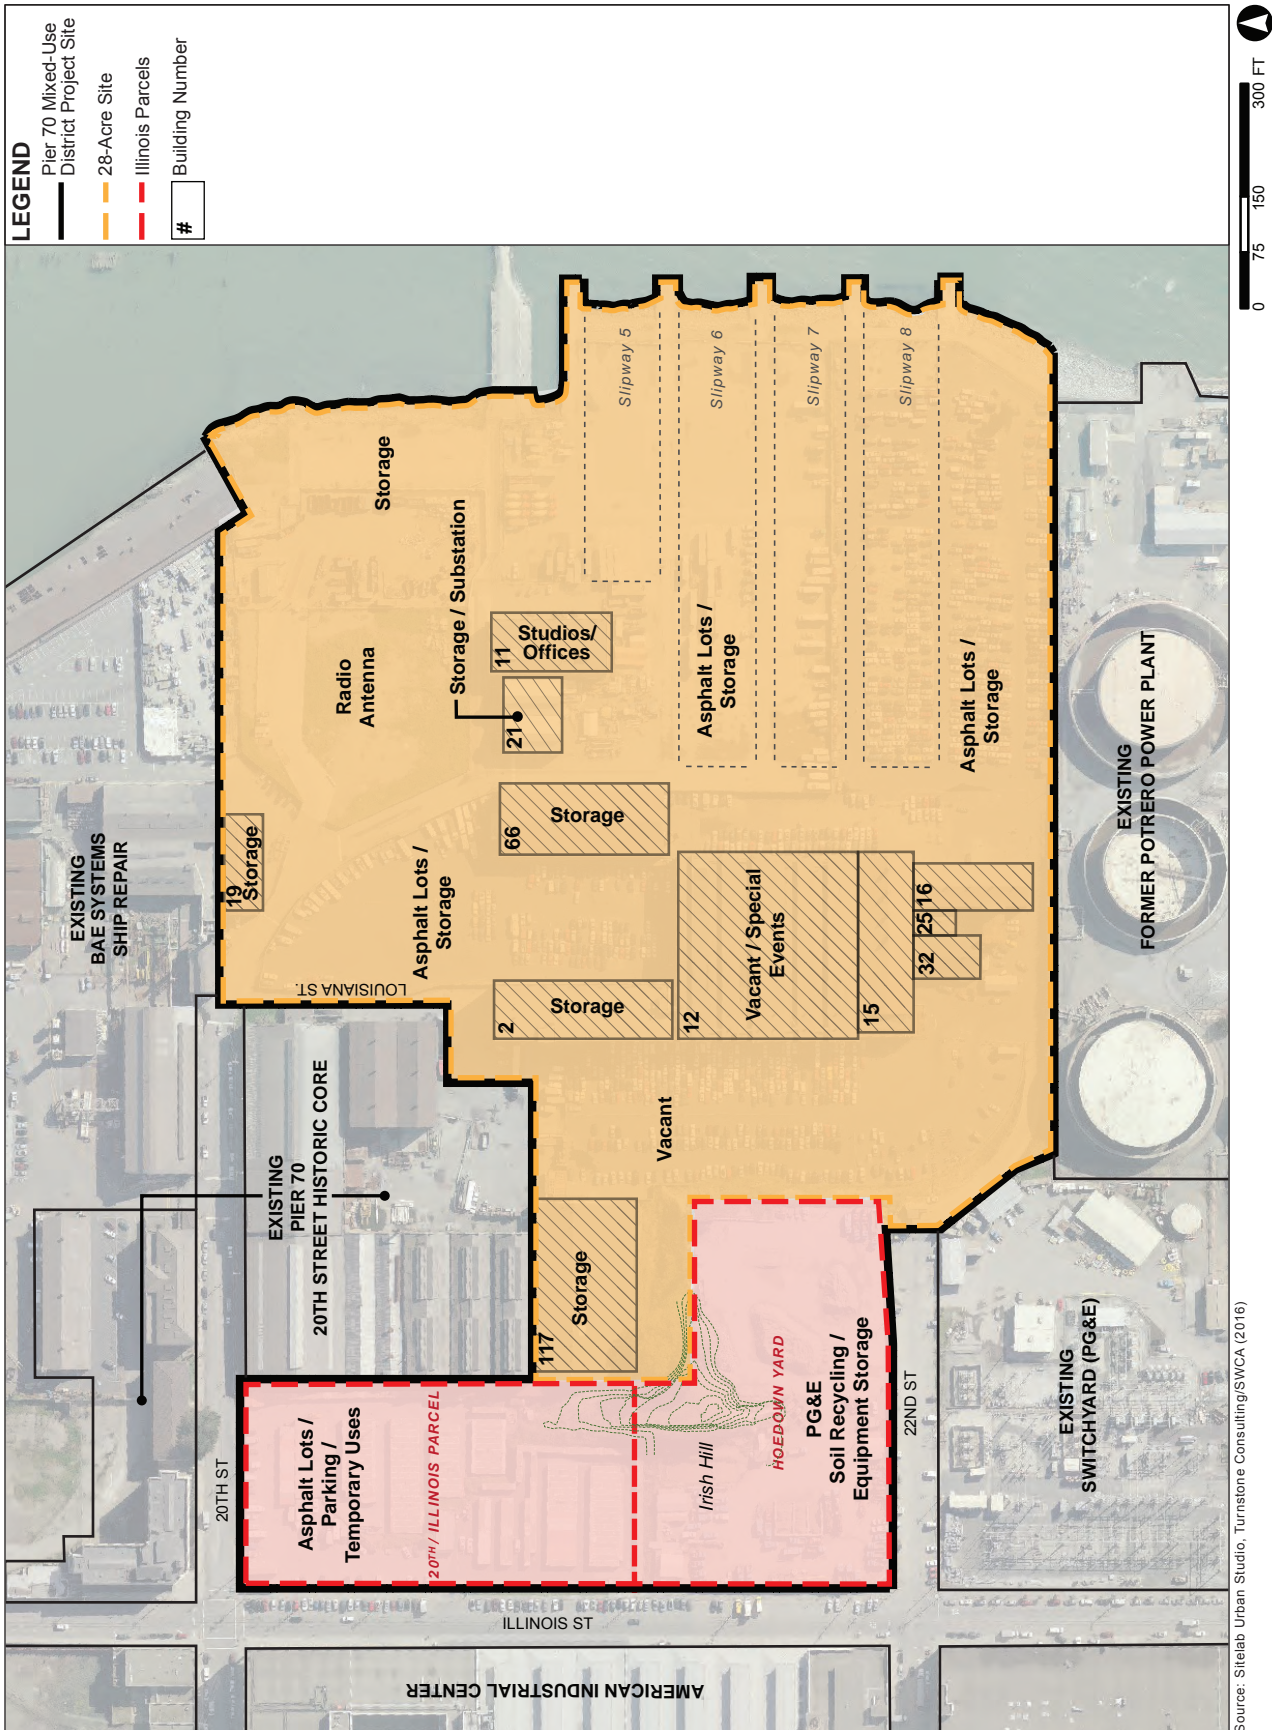 LEGEND
Pier 70 Mixed-Use
District Project Site
28-Acre Site
Illinois Parcels
#
Building Number
0
75
150
300 FT
EXISTING
BAE SYSTEMS
SHIP REPAIR
20TH ST
EXISTING
PIER 70
20TH STREET HISTORIC CORE
LOUISIANA ST.
19
Storage
Radio
Antenna
Storage
Asphalt Lots /
Storage
Storage / Substation
Asphalt Lots /
Parking /
Temporary Uses
20TH / ILLINOIS PARCEL
ILLINOIS ST
AMERICAN INDUSTRIAL CENTER
117
Storage
2
Storage
66
Storage
21
11
Studios/
Offices
Slipway 5
Slipway 6
Slipway 7
Slipway 8
Vacant
12
Vacant / Special
Events
Asphalt Lots /
Storage
15
32
25
16
Asphalt Lots /
Storage
Irish Hill
HOEDOWN YARD
PG&E
Soil Recycling /
Equipment Storage
22ND ST
EXISTING
SWITCHYARD (PG&E)
EXISTING
FORMER POTRERO POWER PLANT
Source: Sitelab Urban Studio, Turnstone Consulting/SWCA (2016)